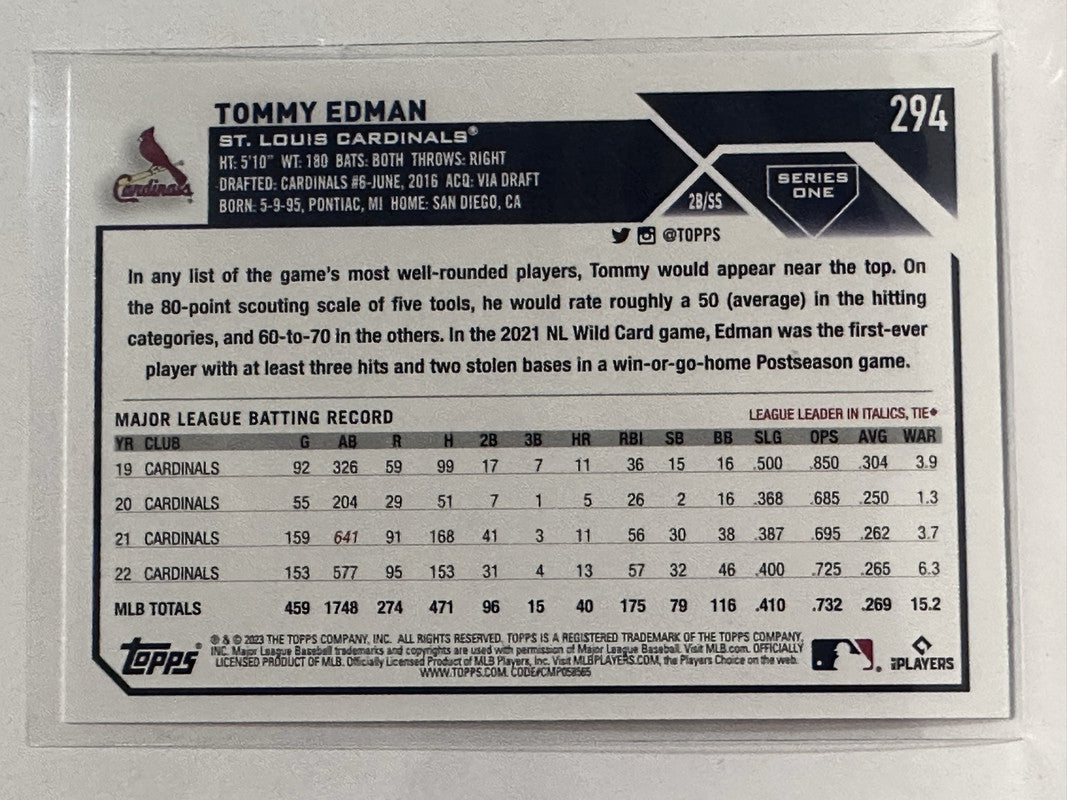 TOMMY EDMAN
294
ST. LOUIS CARDINALS®
HT: 5'10" WT: 180 BATS: BOTH THROWS: RIGHT
DRAFTED: CARDINALS #6-JUNE, 2016 ACQ: VIA DRAFT
BORN: 5-9-95, PONTIAC, MI HOME: SAN DIEGO, CA
Cardinals
2B/SS
SERIES
ONE
@TOPPS
In any list of the game's most well-rounded players, Tommy would appear near the top. On
the 80-point scouting scale of five tools, he would rate roughly a 50 (average) in the hitting
categories, and 60-to-70 in the others. In the 2021 NL Wild Card game, Edman was the first-ever
player with at least three hits and two stolen bases in a win-or-go-home Postseason game.
MAJOR LEAGUE BATTING RECORD LEAGUE LEADER IN ITALICS, TIE♦
YR CLUB G AB R H 2B 3B HR RBI SB BB SLG OPS AVG WAR
19 CARDINALS 92 326 59 99 17 7 11 36 15 16 .500 .850 .304 3.9
20 CARDINALS 55 204 29 51 7 1 5 26 2 16 .368 .685 .250 1.3
21 CARDINALS 159 641 91 168 41 3 11 56 30 38 .387 .695 .262 3.7
22 CARDINALS 153 577 95 153 31 4 13 57 32 46 .400 .725 .265 6.3
MLB TOTALS 459 1748 274 471 96 15 40 175 79 116 .410 .732 .269 15.2
Topps
® & © 2023 THE TOPPS COMPANY, INC. ALL RIGHTS RESERVED. TOPPS IS A REGISTERED TRADEMARK OF THE TOPPS COMPANY,
INC. Major League Baseball trademarks and copyrights are used with permission of Major League Baseball. Visit MLB.com. OFFICIALLY
LICENSED PRODUCT OF MLB. Officially Licensed Product of MLB Players, Inc. Visit MLBPLAYERS.COM, the Players Choice on the web.
WWW.TOPPS.COM. CODE#CMP058565
PLAYERS